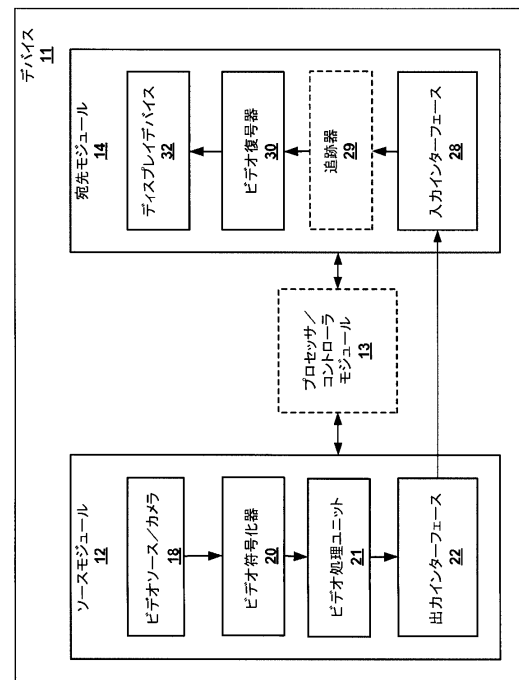 デバイス
11
ソースモジュール
12
ビデオソース/カメラ
18
ビデオ符号化器
20
ビデオ処理ユニット
21
出力インターフェース
22
プロセッサ/
コントローラ
モジュール
13
宛先モジュール
14
ディスプレイデバイス
32
ビデオ復号器
30
追跡器
29
入力インターフェース
28